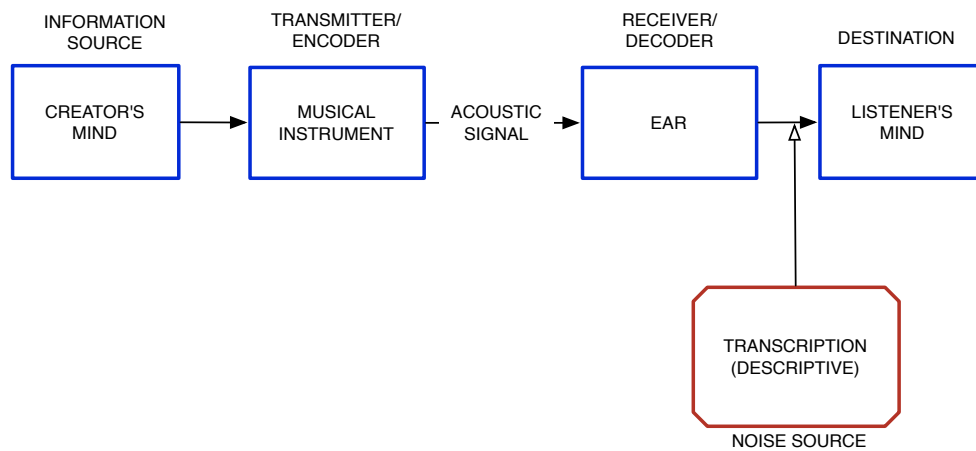 INFORMATION
SOURCE
TRANSMITTER/
ENCODER
RECEIVER/
DECODER
DESTINATION
CREATOR'S
MIND
MUSICAL
INSTRUMENT
ACOUSTIC
SIGNAL
EAR
LISTENER'S
MIND
TRANSCRIPTION
(DESCRIPTIVE)
NOISE SOURCE